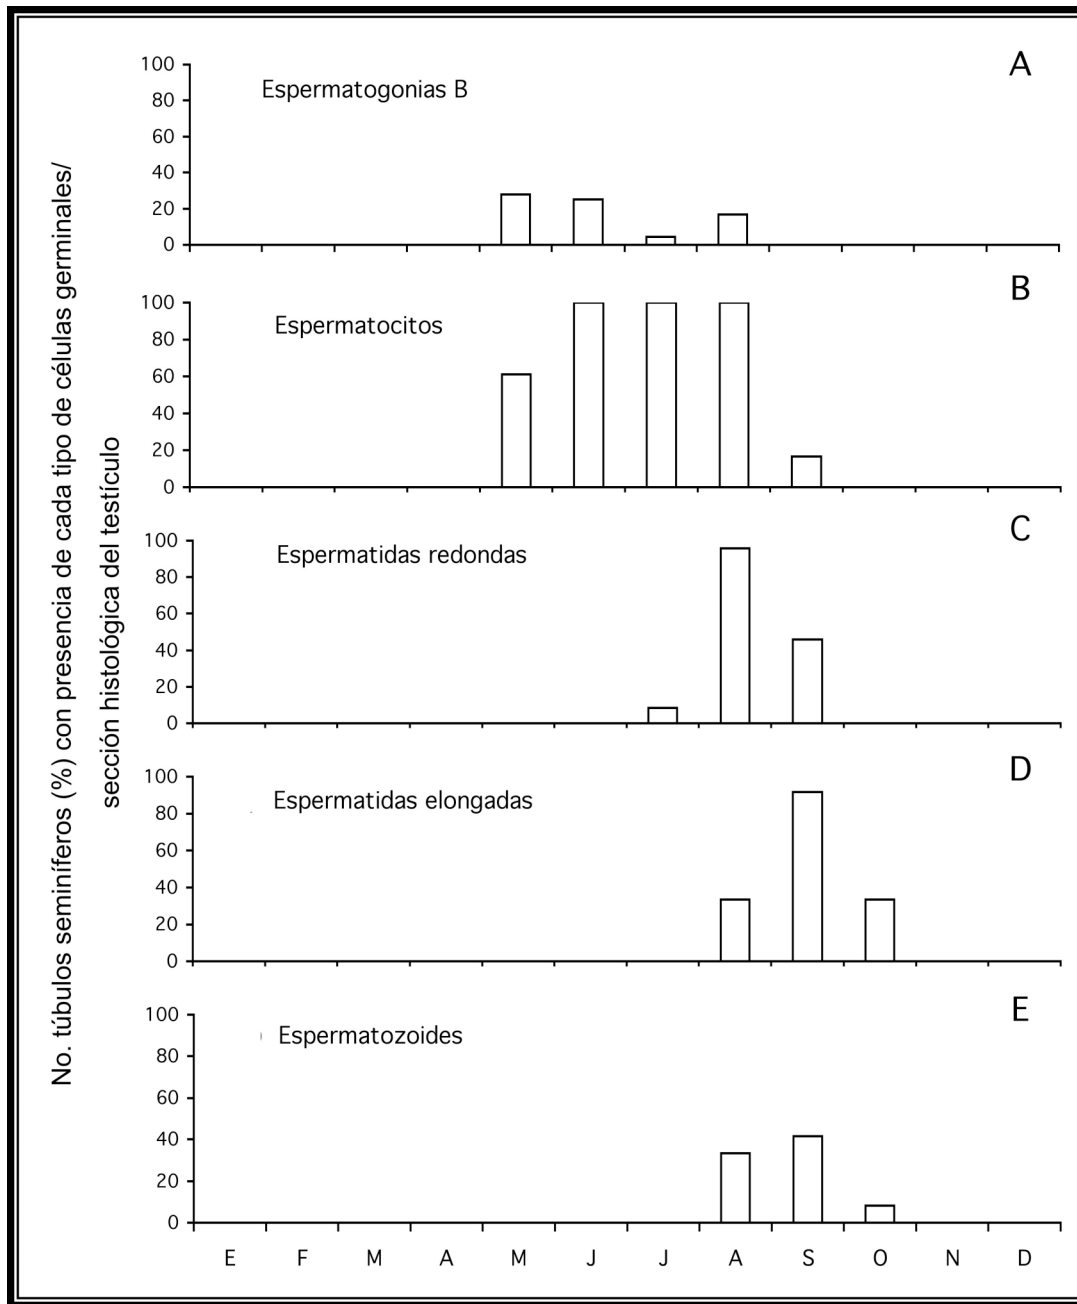 No. túbulos seminíferos (%) con presencia de cada tipo de células germinales/
sección histológica del testículo
A
Espermatogonias B
100
80
60
40
20
0
B
Espermatocitos
100
80
60
40
20
0
C
Espermatidas redondas
100
80
60
40
20
0
D
Espermatidas elongadas
100
80
60
40
20
0
E
Espermatozoides
100
80
60
40
20
0
E F M A M J J A S O N D